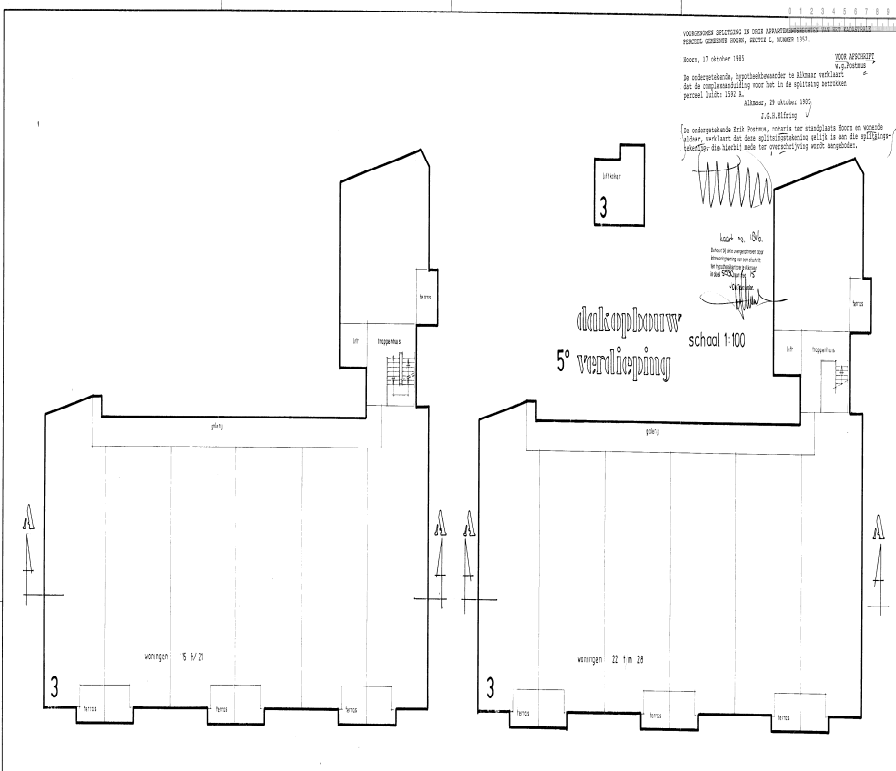 0 1 2 3 4 5 6 7 8 9
VOORGENOMEN SPLITSING IN DRIE APPARTEMENTSRECHTEN VAN HET KADASTRALE
PERCEEL GEMEENTE HOORN, SECTIE I, NUMMER 1352.
Hoorn, 17 oktober 1985
VOOR AFSCHRIFT
w.g. Postmus
De ondergetekende, hypotheekbewaarder te Alkmaar verklaart
dat de complexaanduiding voor het in de splitsing betrokken
perceel luidt: 1592 A.
Alkmaar, 29 oktober 1985
J.G.H.Elfring
De ondergetekende Erik Postmus, notaris ter standplaats Hoorn en wonende
aldaar, verklaart dat deze splitsingstekening gelijk is aan die splitsings-
tekening, die hierbij mede ter overschrijving wordt aangeboden.
liftkoker
3
dakopbouw
5e verdieping
schaal 1:100
terras
lift
trappenhuis
galerij
A
A
woningen 15 t/ 21
3
terras
terras
terras
terras
lift
trappenhuis
galerij
A
A
woningen 22 t m 28
3
terras
terras
terras